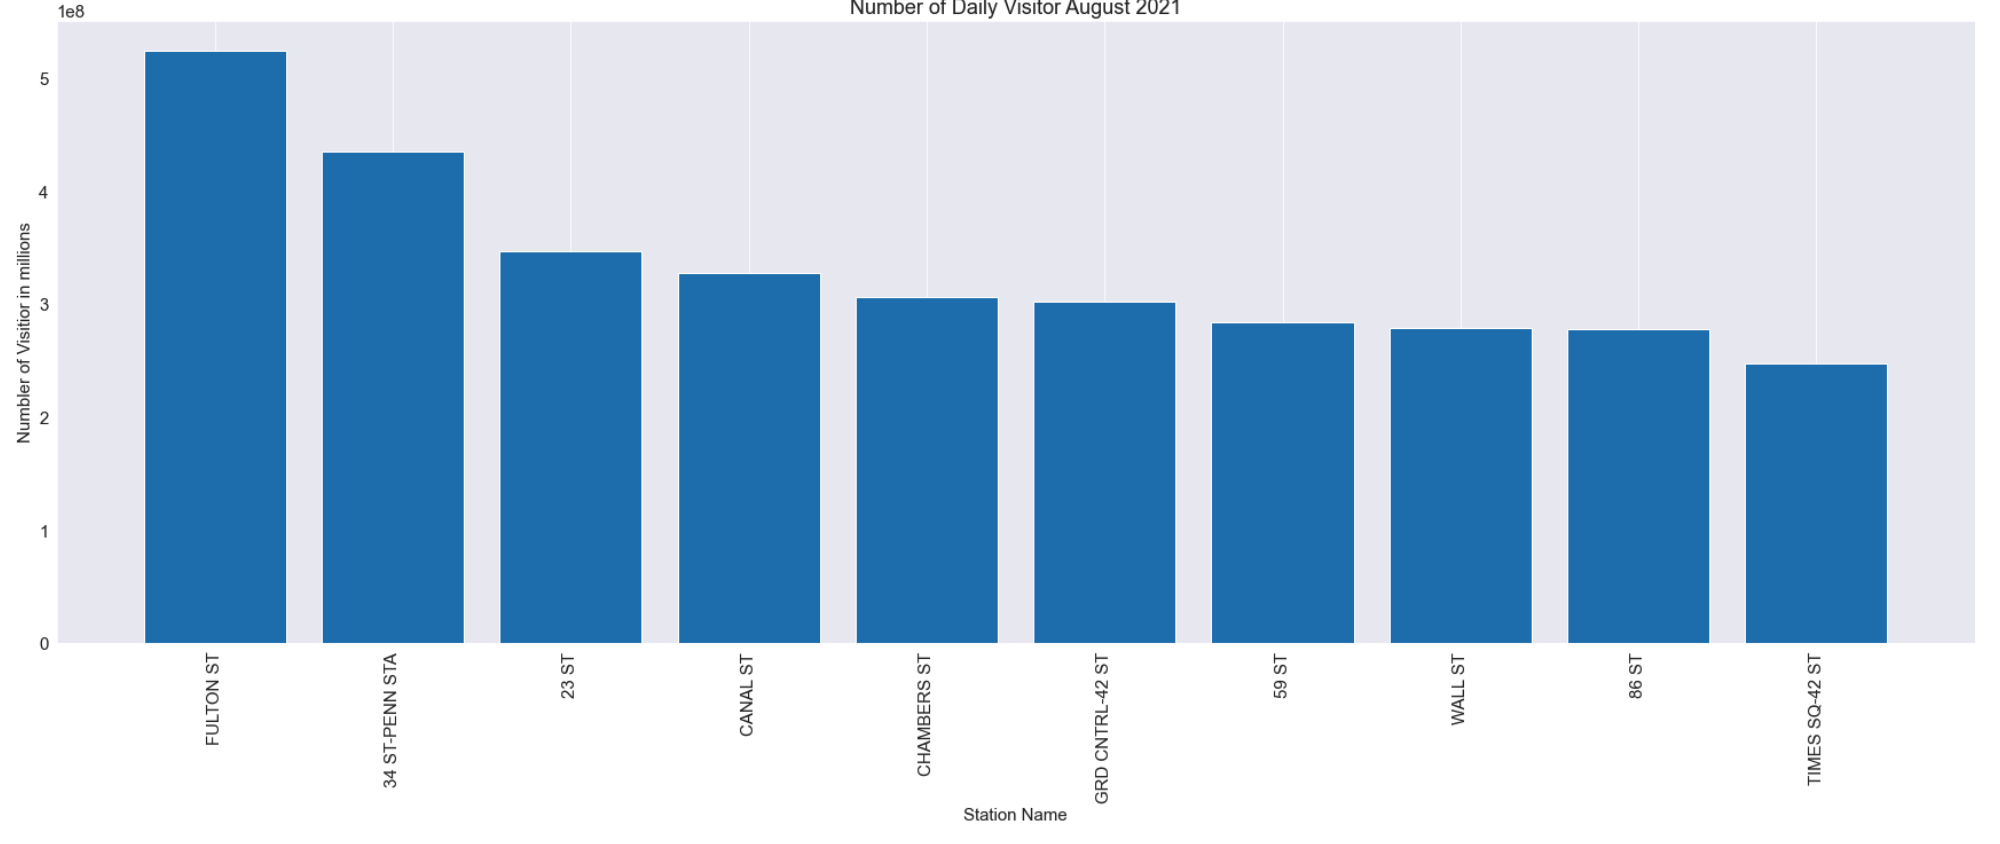 Number of Daily Visitor August 2021
1e8
5
4
3
2
1
0
Numbler of Visitior in millions
FULTON ST
34 ST-PENN STA
23 ST
CANAL ST
CHAMBERS ST
GRD CNTRL-42 ST
59 ST
WALL ST
86 ST
TIMES SQ-42 ST
Station Name